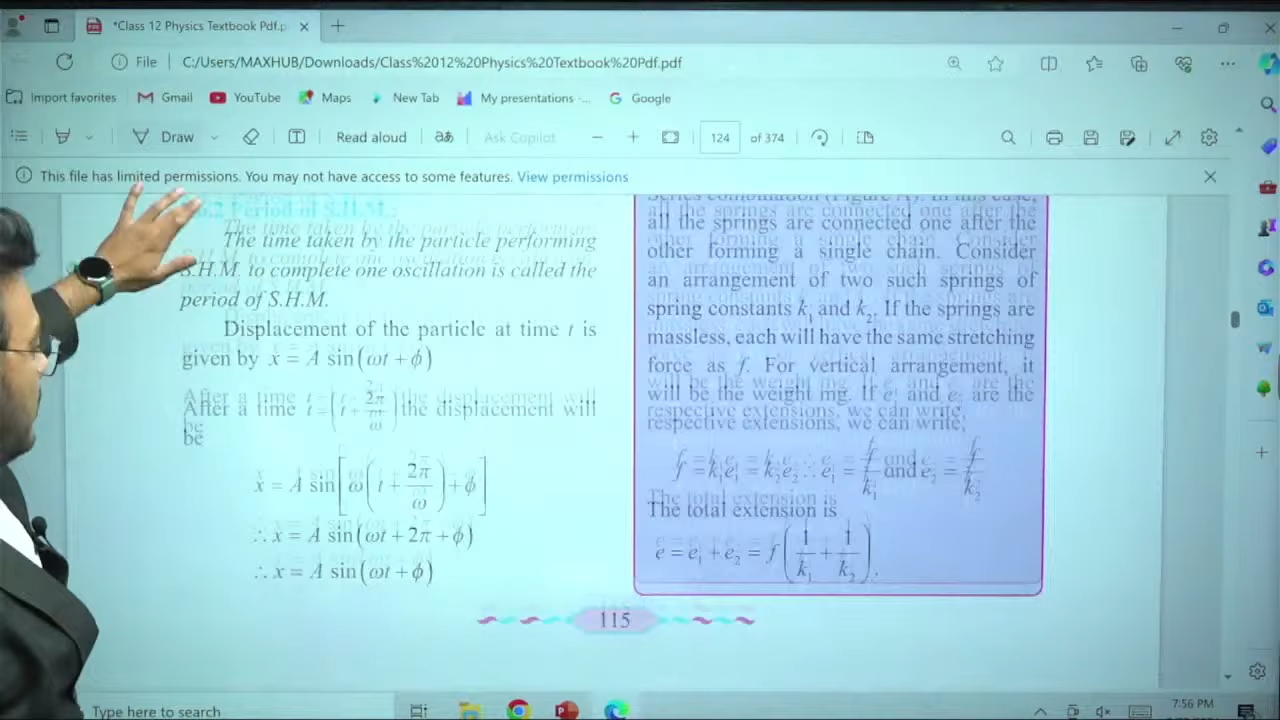 *Class 12 Physics Textbook Pdf.p
File
C:/Users/MAXHUB/Downloads/Class%2012%20Physics%20Textbook%20Pdf.pdf
Import favorites
Gmail
YouTube
Maps
New Tab
My presentations -...
Google
Draw
Read aloud
Ask Copilot
124
of 374
This file has limited permissions. You may not have access to some features. View permissions
Period of S.H.M.:
The time taken by the particle performing
S.H.M. to complete one oscillation is called the
period of S.H.M.
Displacement of the particle at time t is
given by x = A sin(ωt + ϕ)
After a time t = (t + 2π/ω) the displacement will
be
x = A sin[ω(t + 2π/ω) + ϕ]
∴ x = A sin(ωt + 2π + ϕ)
∴ x = A sin(ωt + ϕ)
Series combination (Figure A): In this case,
all the springs are connected one after the
other forming a single chain. Consider
an arrangement of two such springs of
spring constants k₁ and k₂. If the springs are
massless, each will have the same stretching
force as f. For vertical arrangement, it
will be the weight mg. If e₁ and e₂ are the
respective extensions, we can write,
f = k₁e₁ = k₂e₂ ∴ e₁ = f/k₁ and e₂ = f/k₂
The total extension is
e = e₁ + e₂ = f(1/k₁ + 1/k₂).
115
Type here to search
7:56 PM